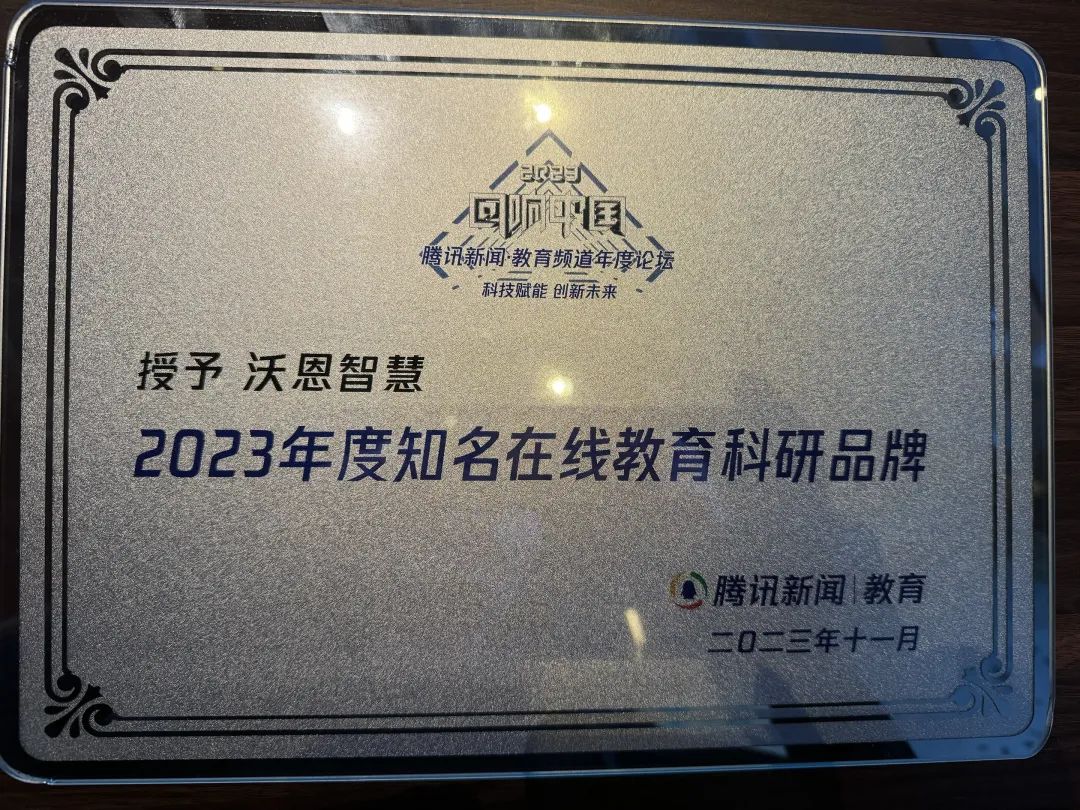 2023
回响中国
腾讯新闻·教育频道年度论坛
科技赋能 创新未来
授予 沃恩智慧
2023年度知名在线教育科研品牌
腾讯新闻|教育
二〇二三年十一月